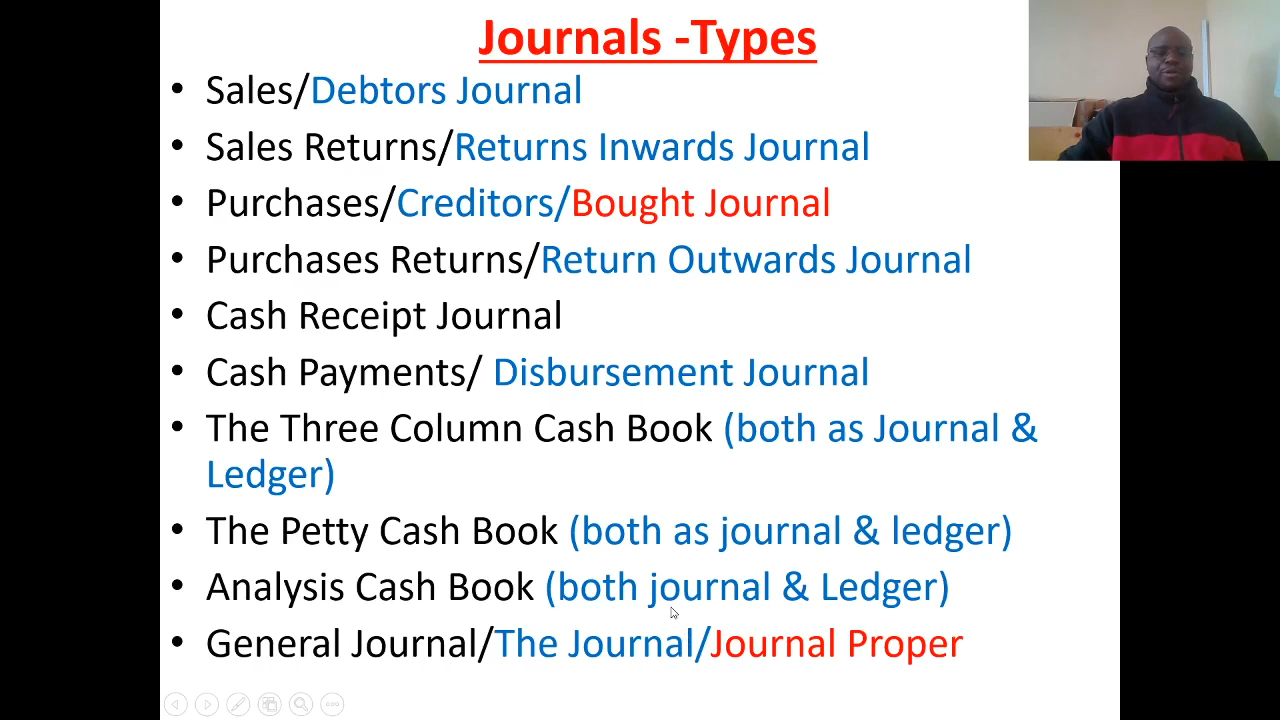 Journals -Types
• Sales/Debtors Journal
• Sales Returns/Returns Inwards Journal
• Purchases/Creditors/Bought Journal
• Purchases Returns/Return Outwards Journal
• Cash Receipt Journal
• Cash Payments/ Disbursement Journal
• The Three Column Cash Book (both as Journal &
Ledger)
• The Petty Cash Book (both as journal & ledger)
• Analysis Cash Book (both journal & Ledger)
• General Journal/The Journal/Journal Proper